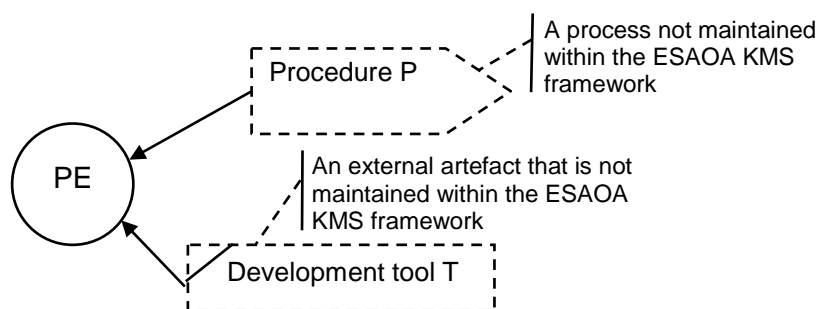 A process not maintained
within the ESAOA KMS
framework
Procedure P
PE
An external artefact that is not
maintained within the ESAOA
KMS framework
Development tool T